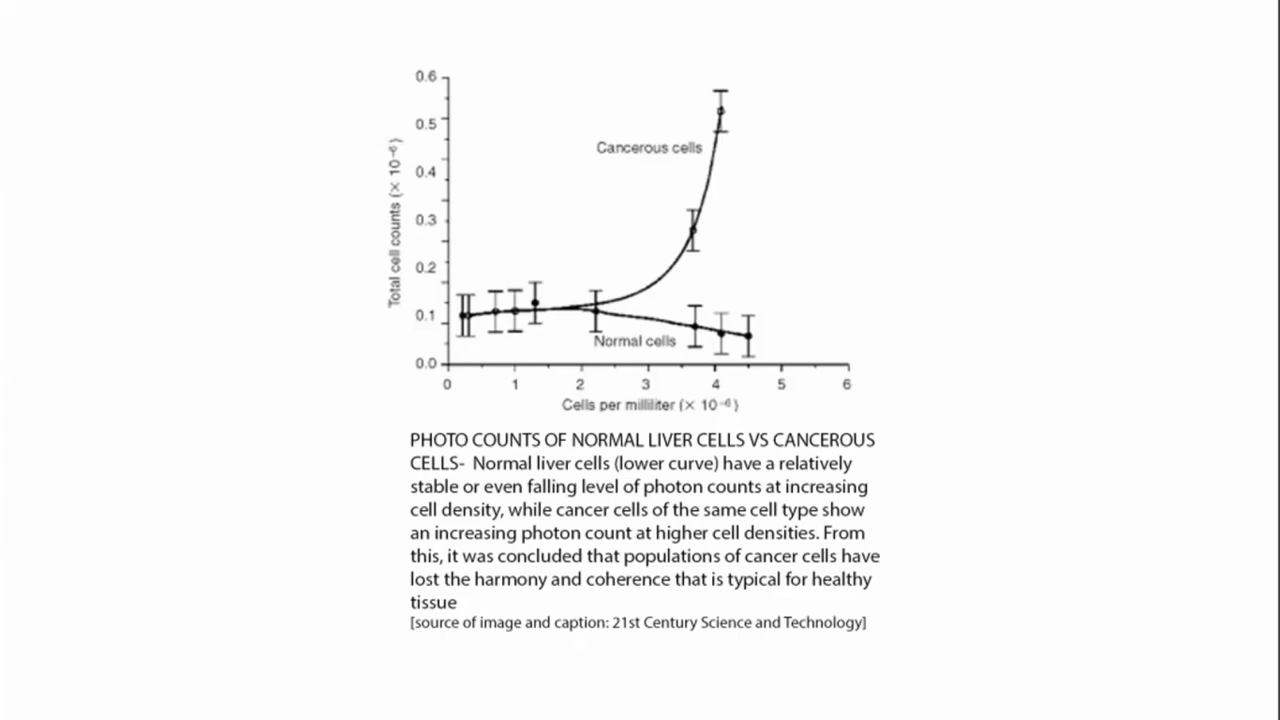 0.6
0.5
0.4
0.3
0.2
0.1
0.0
Total cell counts (× 10⁻⁶)
Cancerous cells
Normal cells
0 1 2 3 4 5 6
Cells per milliliter (× 10⁻⁶)
PHOTO COUNTS OF NORMAL LIVER CELLS VS CANCEROUS
CELLS- Normal liver cells (lower curve) have a relatively
stable or even falling level of photon counts at increasing
cell density, while cancer cells of the same cell type show
an increasing photon count at higher cell densities. From
this, it was concluded that populations of cancer cells have
lost the harmony and coherence that is typical for healthy
tissue
[source of image and caption: 21st Century Science and Technology]